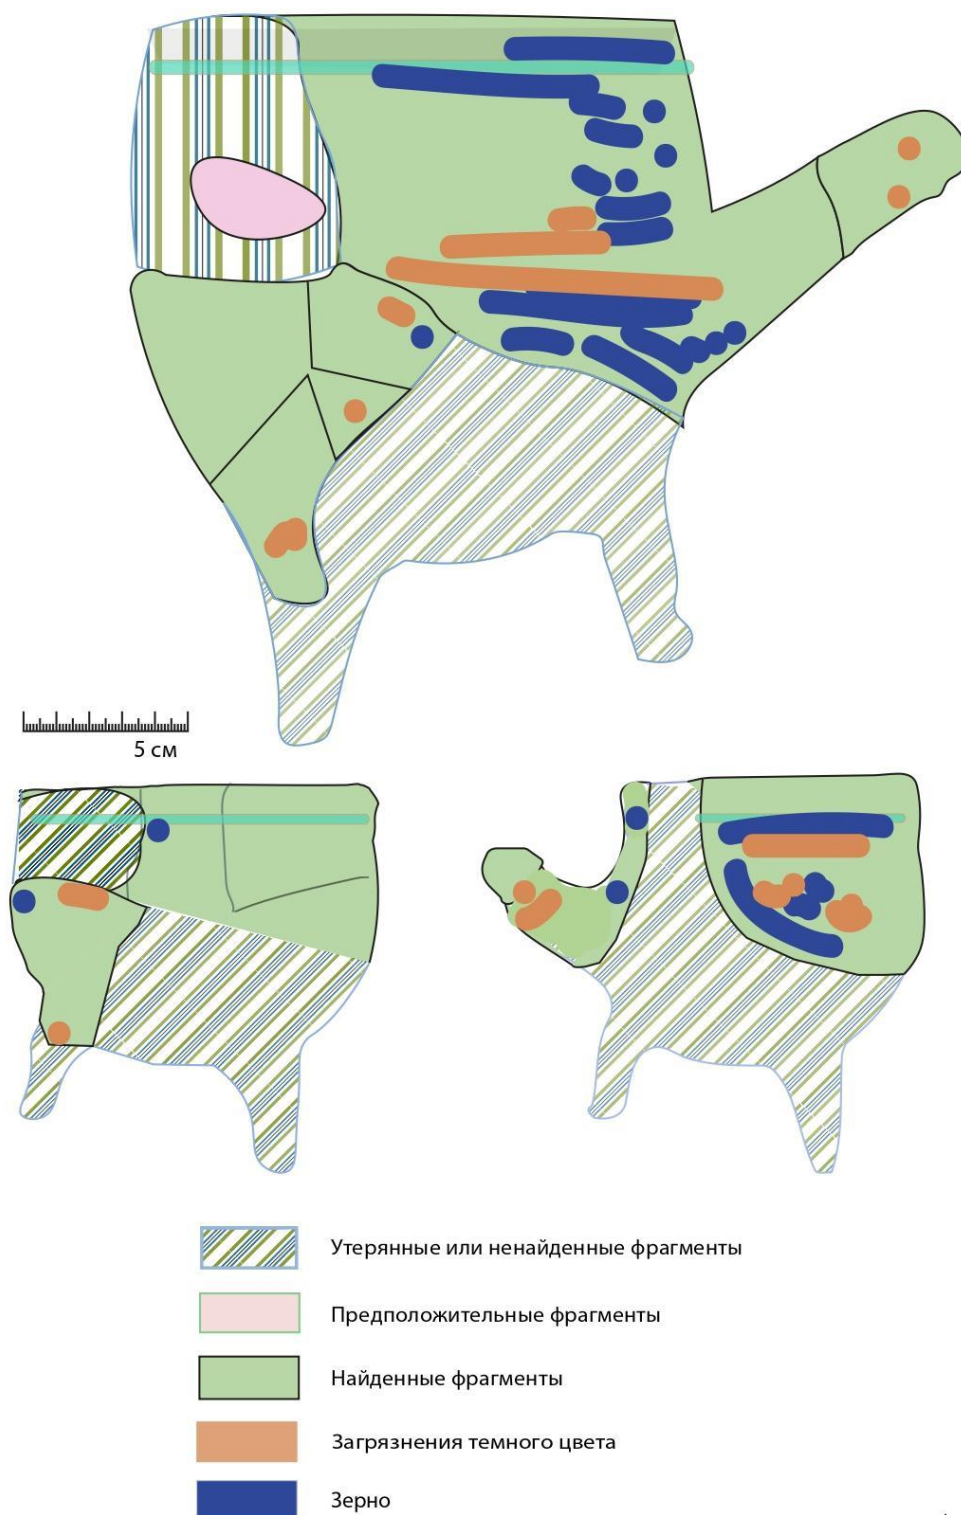 5 см
Утерянные или ненайденные фрагменты
Предположительные фрагменты
Найденные фрагменты
Загрязнения темного цвета
Зерно